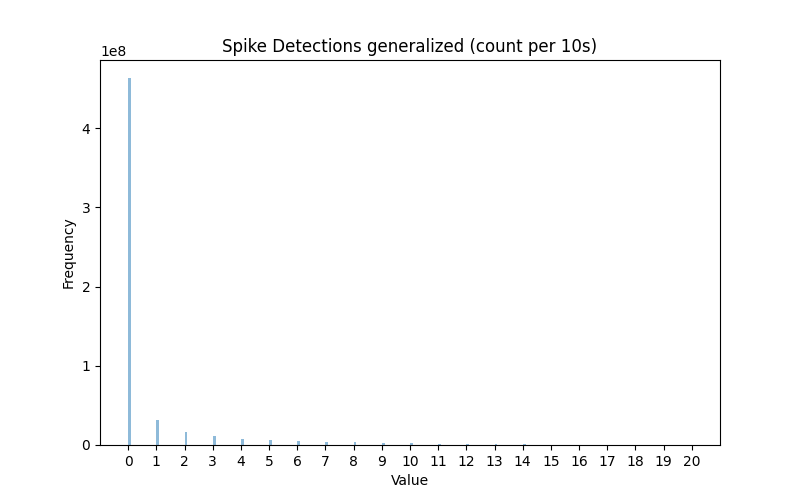 Spike Detections generalized (count per 10s)
1e8
4
3
2
1
0
Frequency
0 1 2 3 4 5 6 7 8 9 10 11 12 13 14 15 16 17 18 19 20
Value